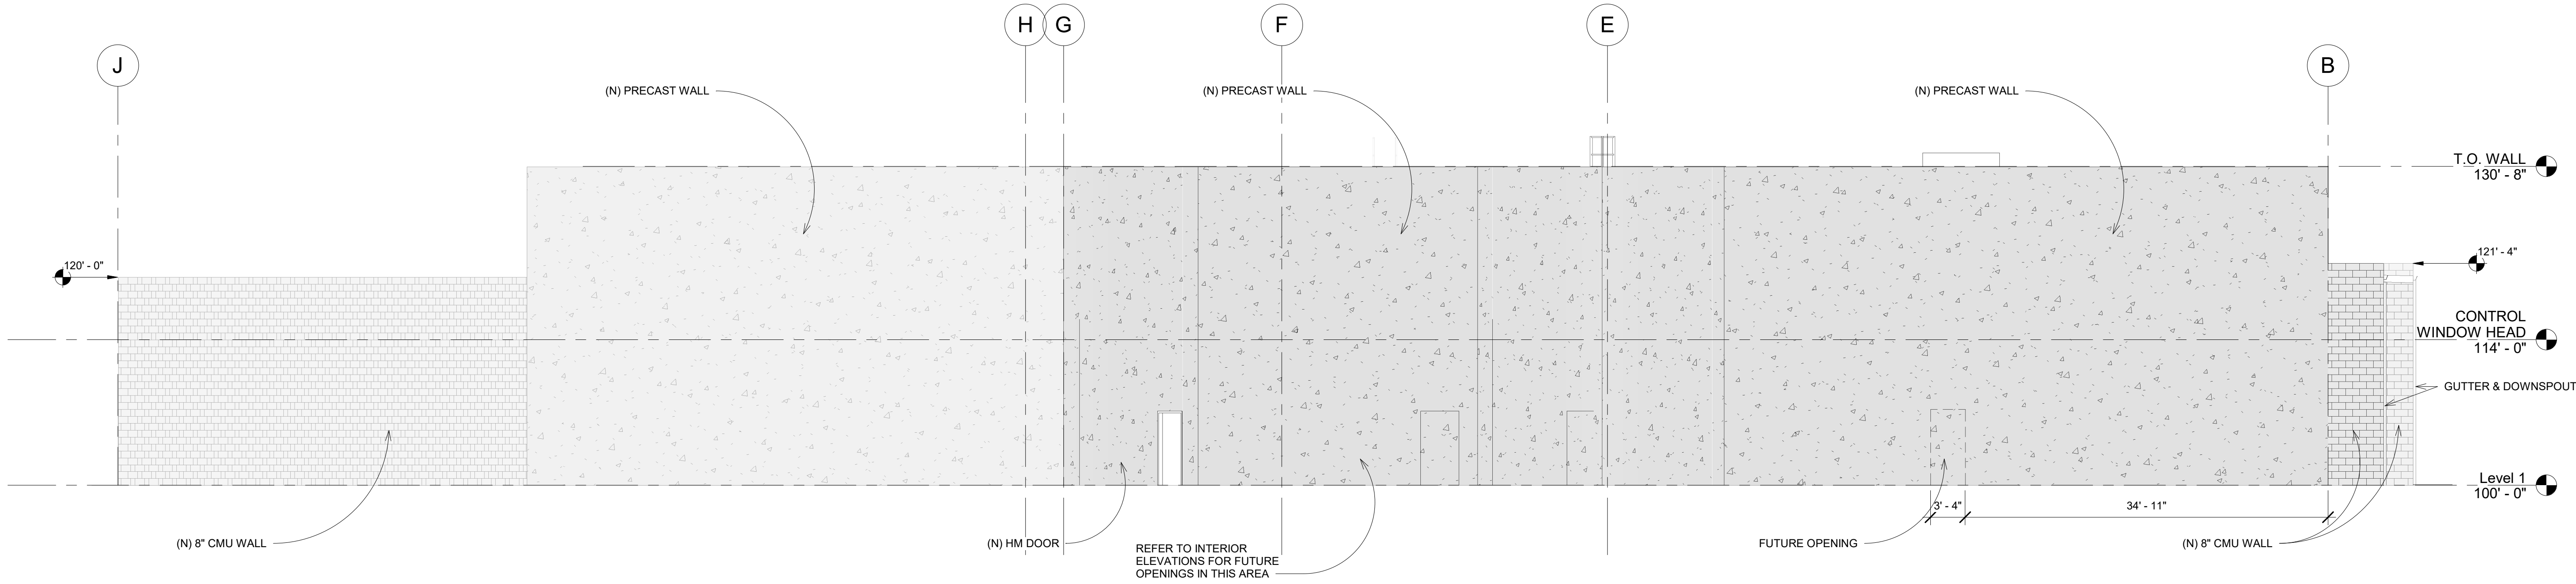 H
G
F
E
J
B
(N) PRECAST WALL
(N) PRECAST WALL
(N) PRECAST WALL
T.O. WALL
130' - 8"
120' - 0"
121' - 4"
CONTROL
WINDOW HEAD
114' - 0"
GUTTER & DOWNSPOUT
Level 1
100' - 0"
3' - 4"
34' - 11"
(N) 8" CMU WALL
(N) HM DOOR
REFER TO INTERIOR
ELEVATIONS FOR FUTURE
OPENINGS IN THIS AREA
FUTURE OPENING
(N) 8" CMU WALL